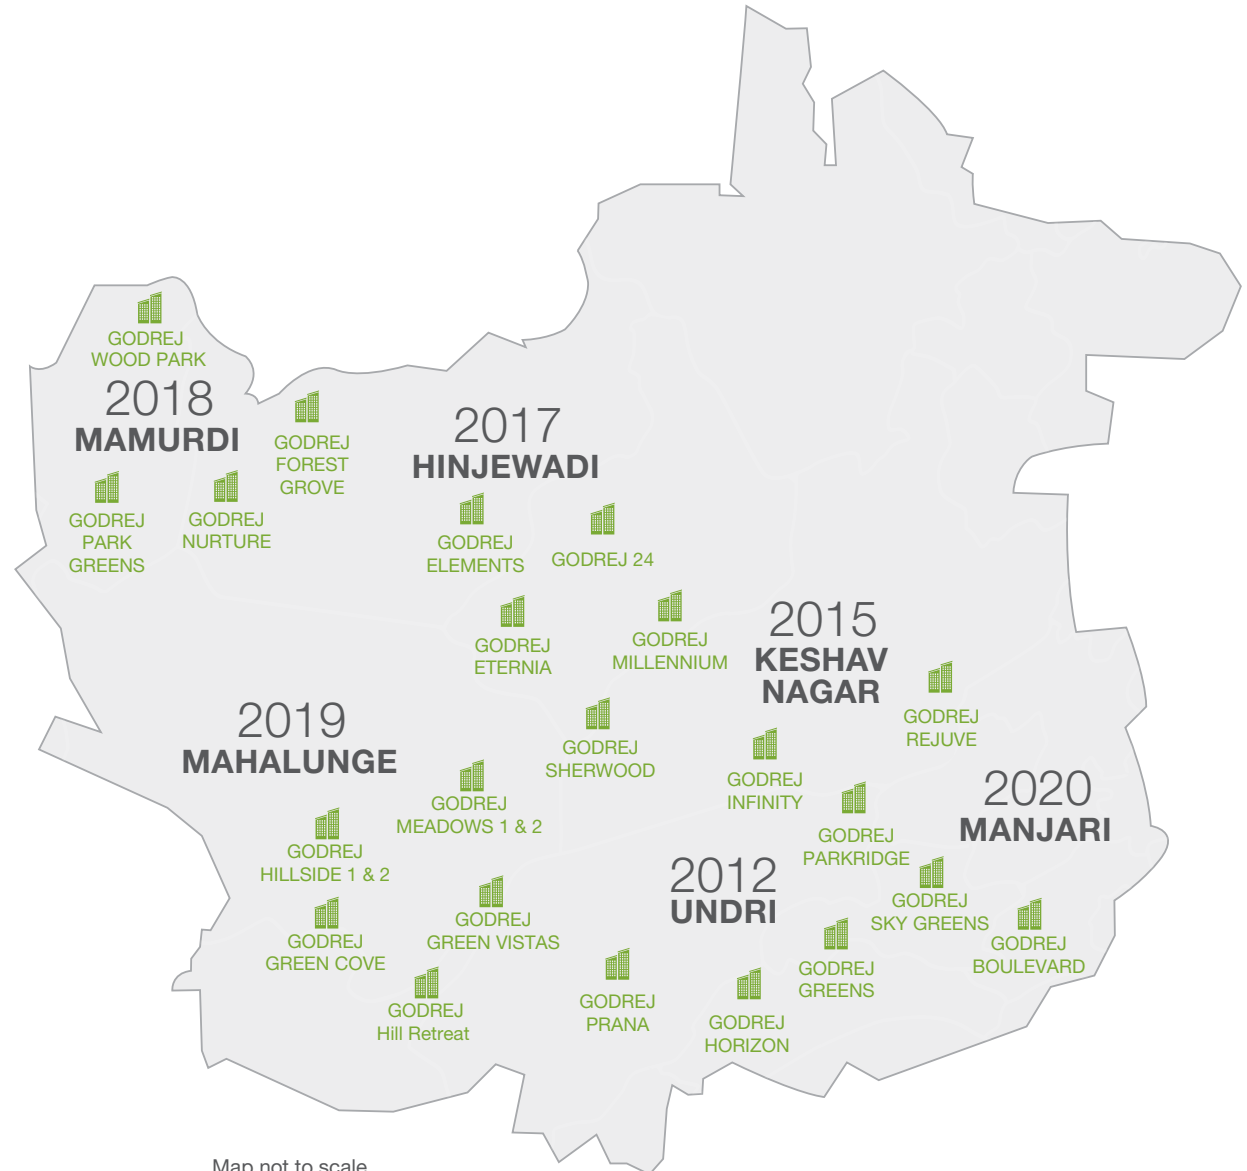 GODREJ
WOOD PARK
2018
MAMURDI
GODREJ
FOREST
GROVE
GODREJ
PARK
GREENS
GODREJ
NURTURE
2017
HINJEWADI
GODREJ
ELEMENTS
GODREJ 24
GODREJ
ETERNIA
GODREJ
MILLENNIUM
2015
KESHAV
NAGAR
GODREJ
REJUVE
GODREJ
SHERWOOD
GODREJ
INFINITY
2019
MAHALUNGE
GODREJ
MEADOWS 1 & 2
GODREJ
HILLSIDE 1 & 2
GODREJ
PARKRIDGE
2020
MANJARI
2012
UNDRI
GODREJ
SKY GREENS
GODREJ
GREEN VISTAS
GODREJ
GREEN COVE
GODREJ
BOULEVARD
GODREJ
GREENS
GODREJ
Hill Retreat
GODREJ
PRANA
GODREJ
HORIZON
Map not to scale